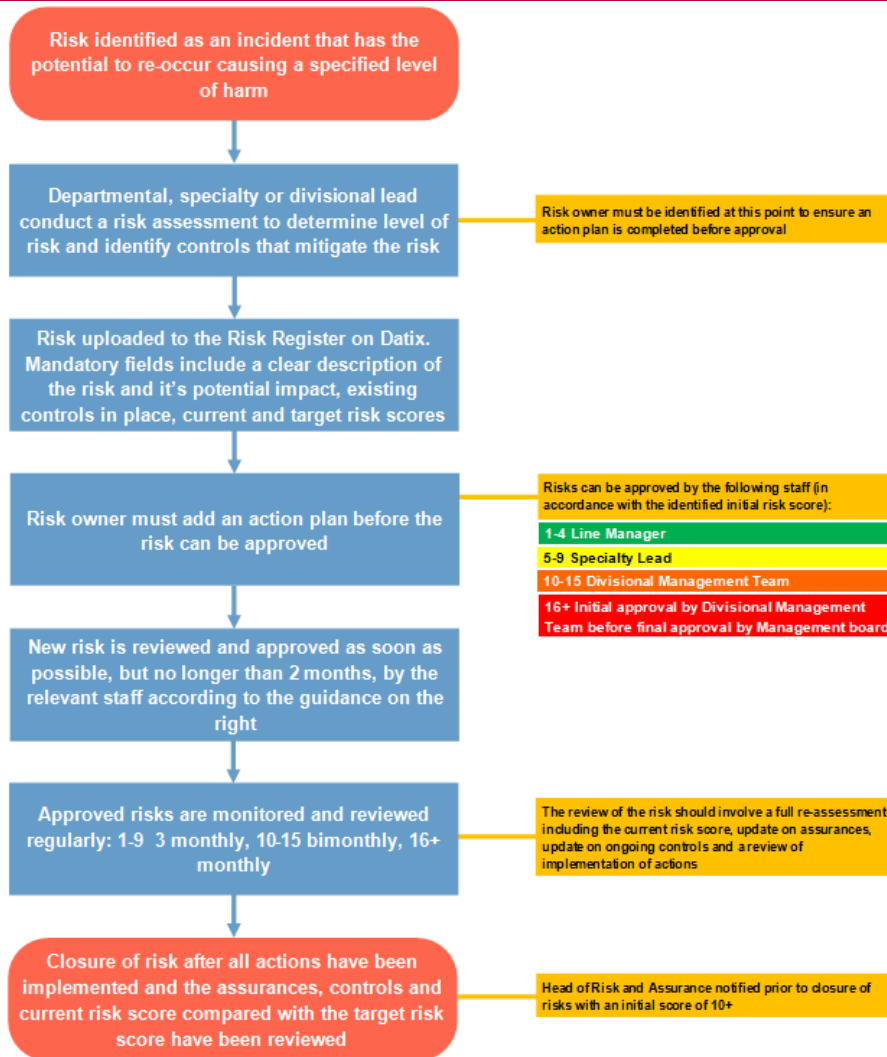 Risk identified as an incident that has the
potential to re-occur causing a specified level
of harm
Departmental, specialty or divisional lead
conduct a risk assessment to determine level of
risk and identify controls that mitigate the risk
Risk owner must be identified at this point to ensure an
action plan is completed before approval
Risk uploaded to the Risk Register on Datix.
Mandatory fields include a clear description of
the risk and it's potential impact, existing
controls in place, current and target risk scores
Risk owner must add an action plan before the
risk can be approved
Risks can be approved by the following staff (in
accordance with the identified initial risk score):
1-4 Line Manager
5-9 Specialty Lead
10-15 Divisional Management Team
16+ Initial approval by Divisional Management
Team before final approval by Management board
New risk is reviewed and approved as soon as
possible, but no longer than 2 months, by the
relevant staff according to the guidance on the
right
Approved risks are monitored and reviewed
regularly: 1-9 3 monthly, 10-15 bimonthly, 16+
monthly
The review of the risk should involve a full re-assessment
including the current risk score, update on assurances,
update on ongoing controls and a review of
implementation of actions
Closure of risk after all actions have been
implemented and the assurances, controls and
current risk score compared with the target risk
score have been reviewed
Head of Risk and Assurance notified prior to closure of
risks with an initial score of 10+